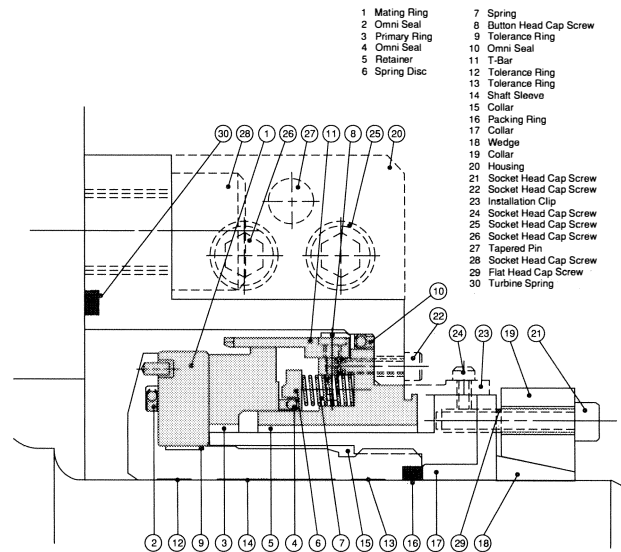 1 Mating Ring
2 Omni Seal
3 Primary Ring
4 Omni Seal
5 Retainer
6 Spring Disc
7 Spring
8 Button Head Cap Screw
9 Tolerance Ring
10 Omni Seal
11 T-Bar
12 Tolerance Ring
13 Tolerance Ring
14 Shaft Sleeve
15 Collar
16 Packing Ring
17 Collar
18 Wedge
19 Collar
20 Housing
21 Socket Head Cap Screw
22 Socket Head Cap Screw
23 Installation Clip
24 Socket Head Cap Screw
25 Socket Head Cap Screw
26 Socket Head Cap Screw
27 Tapered Pin
28 Socket Head Cap Screw
29 Flat Head Cap Screw
30 Turbine Spring
30 28 1 26 27 11 8 25 20
10
22 24 23 19 21
2 12 9 3 14 5 4 6 7 15 13 16 17 29 18